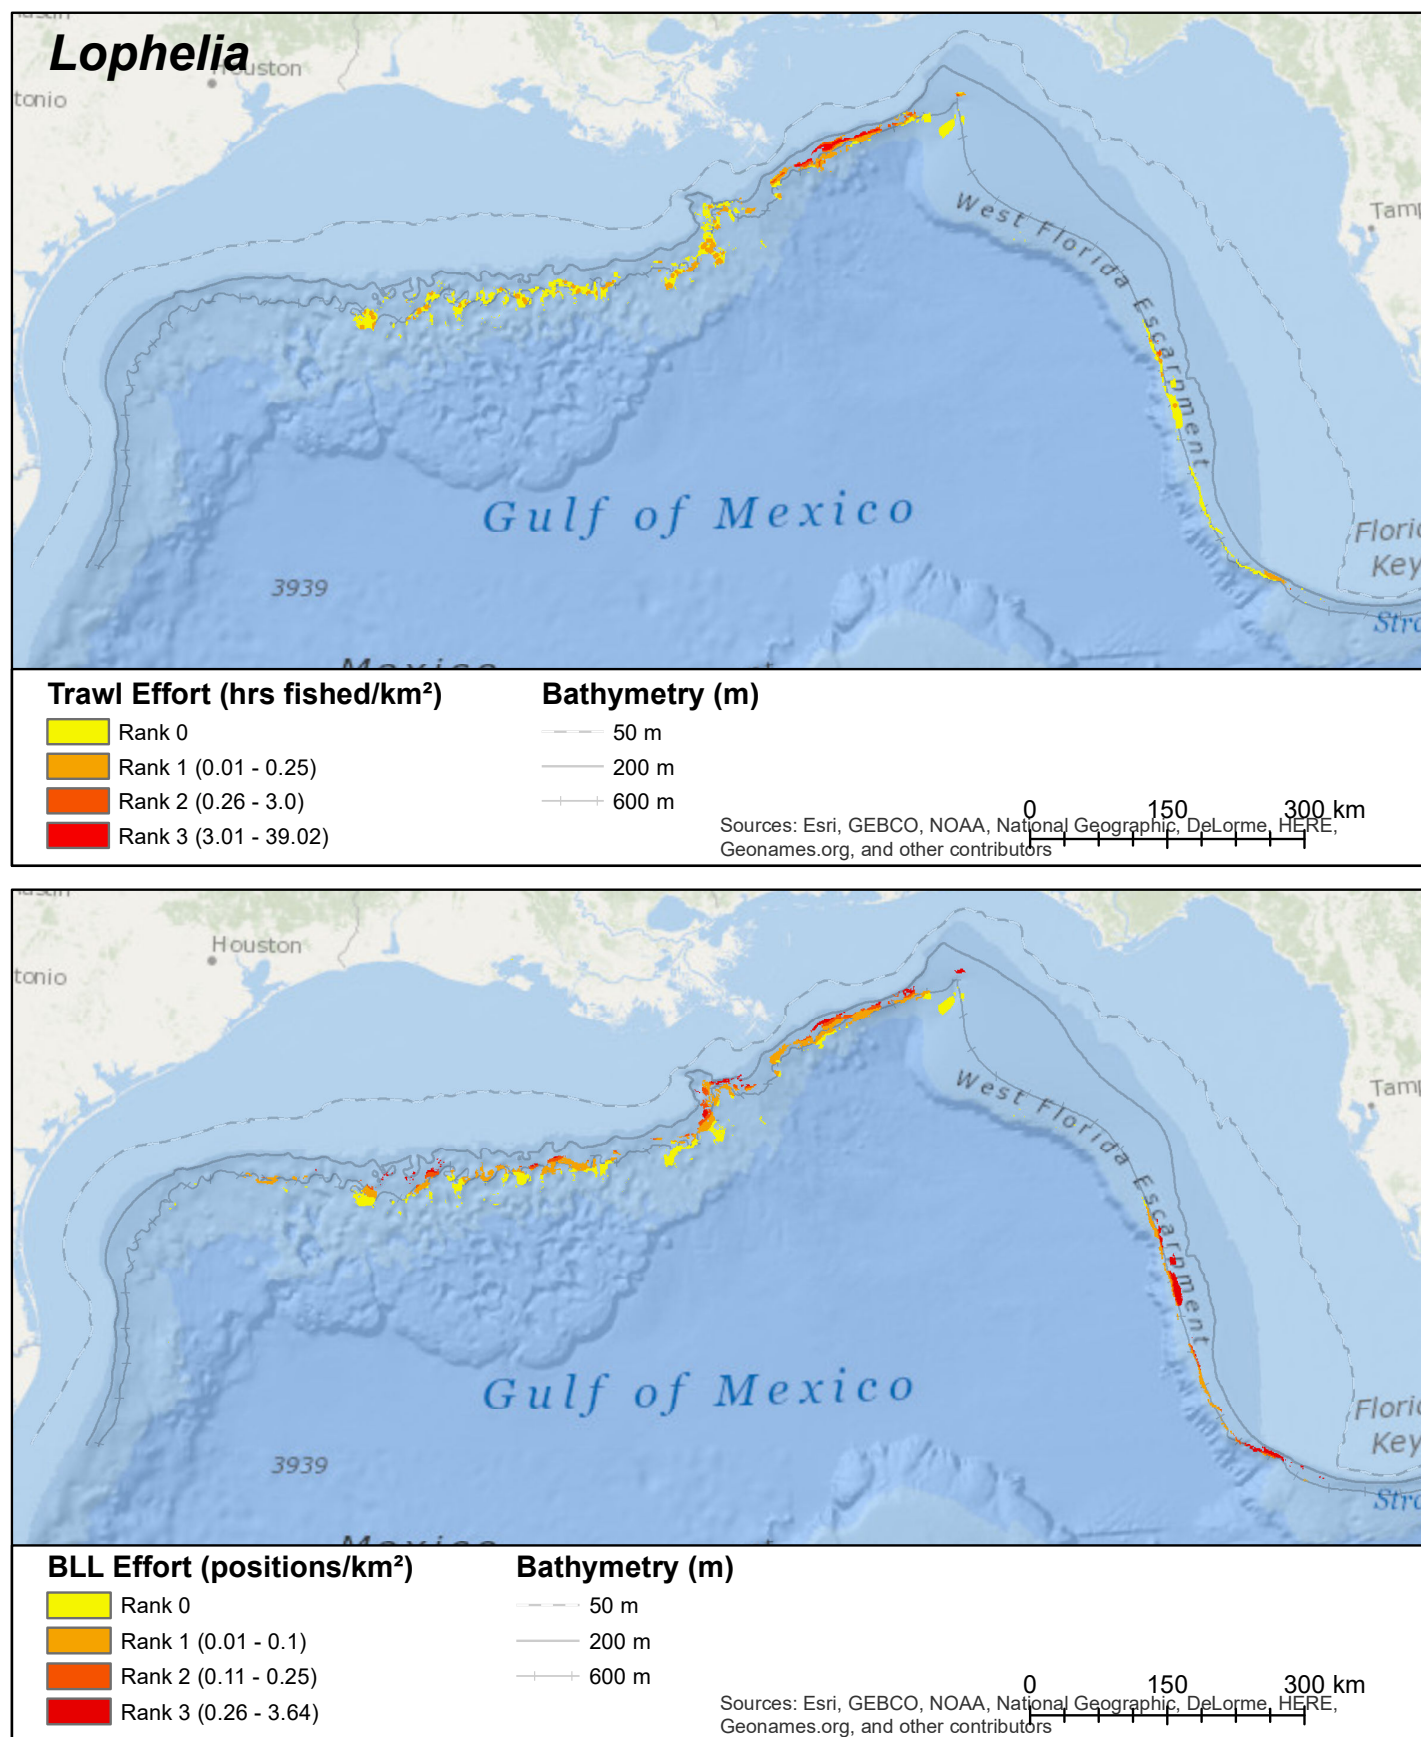 Lophelia
Houston
tonio
West Florida Escarpment
Tamp
Gulf of Mexico
Florid
Key
3939
Stra
Mexico
Trawl Effort (hrs fished/km²)
Rank 0
Rank 1 (0.01 - 0.25)
Rank 2 (0.26 - 3.0)
Rank 3 (3.01 - 39.02)
Bathymetry (m)
50 m
200 m
600 m
0 150 300 km
Sources: Esri, GEBCO, NOAA, National Geographic, DeLorme, HERE,
Geonames.org, and other contributors
Houston
tonio
West Florida Escarpment
Tamp
Gulf of Mexico
Florid
Key
3939
Stra
Mexico
BLL Effort (positions/km²)
Rank 0
Rank 1 (0.01 - 0.1)
Rank 2 (0.11 - 0.25)
Rank 3 (0.26 - 3.64)
Bathymetry (m)
50 m
200 m
600 m
0 150 300 km
Sources: Esri, GEBCO, NOAA, National Geographic, DeLorme, HERE,
Geonames.org, and other contributors